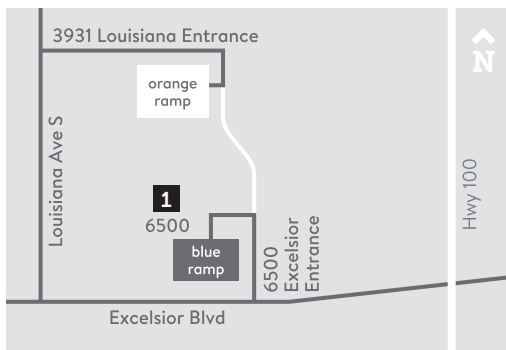 3931 Louisiana Entrance
N
orange
ramp
Louisiana Ave S
Hwy 100
1
6500
blue
ramp
6500
Excelsior
Entrance
Excelsior Blvd